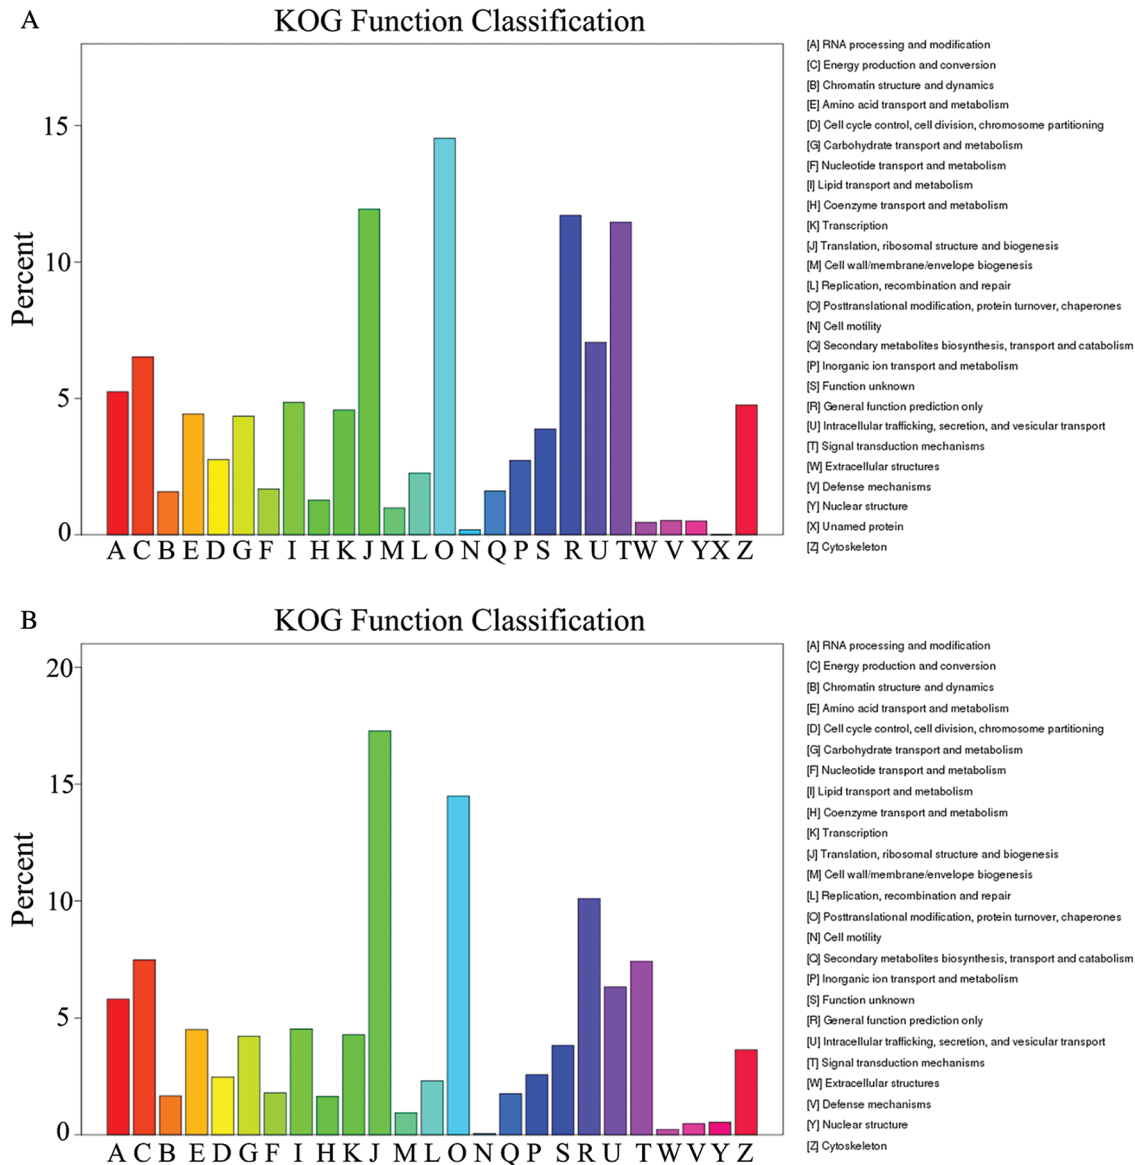 A
KOG Function Classification
Percent
15
10
5
0
A C B E D G F I H K J M L O N Q P S R U T W V Y X Z
[A] RNA processing and modification
[C] Energy production and conversion
[B] Chromatin structure and dynamics
[E] Amino acid transport and metabolism
[D] Cell cycle control, cell division, chromosome partitioning
[G] Carbohydrate transport and metabolism
[F] Nucleotide transport and metabolism
[I] Lipid transport and metabolism
[H] Coenzyme transport and metabolism
[K] Transcription
[J] Translation, ribosomal structure and biogenesis
[M] Cell wall/membrane/envelope biogenesis
[L] Replication, recombination and repair
[O] Posttranslational modification, protein turnover, chaperones
[N] Cell motility
[Q] Secondary metabolites biosynthesis, transport and catabolism
[P] Inorganic ion transport and metabolism
[S] Function unknown
[R] General function prediction only
[U] Intracellular trafficking, secretion, and vesicular transport
[T] Signal transduction mechanisms
[W] Extracellular structures
[V] Defense mechanisms
[Y] Nuclear structure
[X] Unamed protein
[Z] Cytoskeleton
B
KOG Function Classification
Percent
20
15
10
5
0
A C B E D G F I H K J M L O N Q P S R U T W V Y Z
[A] RNA processing and modification
[C] Energy production and conversion
[B] Chromatin structure and dynamics
[E] Amino acid transport and metabolism
[D] Cell cycle control, cell division, chromosome partitioning
[G] Carbohydrate transport and metabolism
[F] Nucleotide transport and metabolism
[I] Lipid transport and metabolism
[H] Coenzyme transport and metabolism
[K] Transcription
[J] Translation, ribosomal structure and biogenesis
[M] Cell wall/membrane/envelope biogenesis
[L] Replication, recombination and repair
[O] Posttranslational modification, protein turnover, chaperones
[N] Cell motility
[Q] Secondary metabolites biosynthesis, transport and catabolism
[P] Inorganic ion transport and metabolism
[S] Function unknown
[R] General function prediction only
[U] Intracellular trafficking, secretion, and vesicular transport
[T] Signal transduction mechanisms
[W] Extracellular structures
[V] Defense mechanisms
[Y] Nuclear structure
[Z] Cytoskeleton